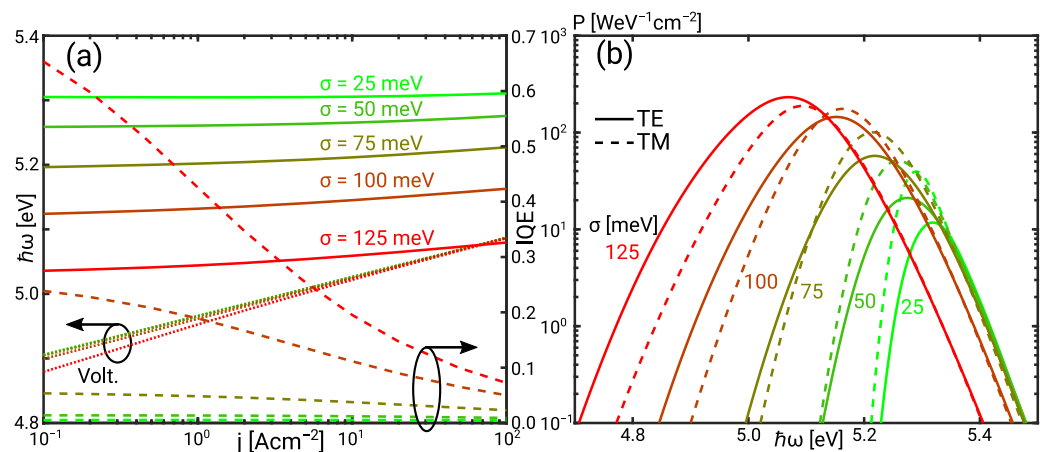 (a)
5.4
5.2
5.0
4.8
ħω [eV]
σ = 25 meV
σ = 50 meV
σ = 75 meV
σ = 100 meV
σ = 125 meV
Volt.
0.7
0.6
0.5
0.4
0.3
0.2
0.1
0.0
IQE
10⁻¹ 10⁰ 10¹ 10²
j [Acm⁻²]
P [WeV⁻¹cm⁻²]
(b)
10³
10²
10¹
10⁰
10⁻¹
TE
TM
σ [meV]
125
100
75
50
25
4.8 5.0 5.2 5.4
ħω [eV]